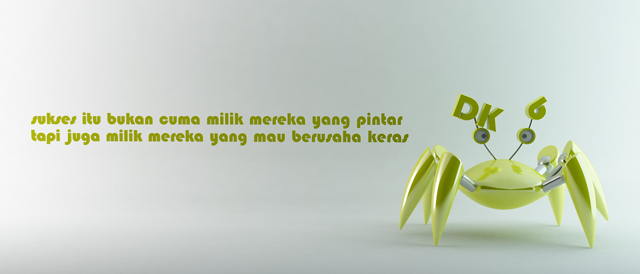 sukses itu bukan cuma milik mereka yang pintar
tapi juga milik mereka yang mau berusaha keras
DK 6